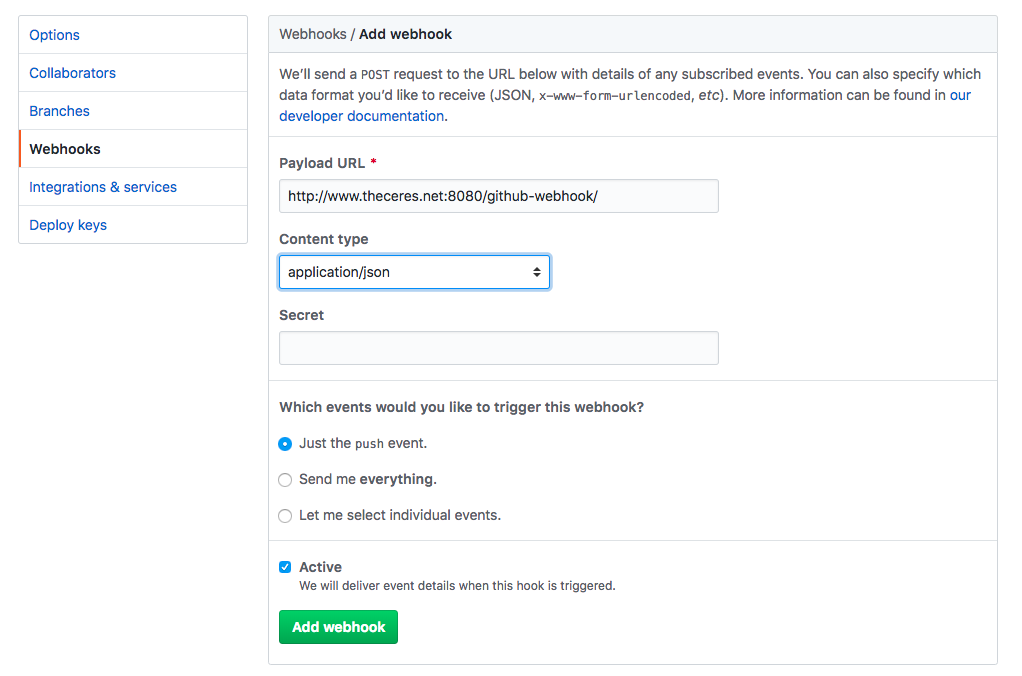 Options
Collaborators
Branches
Webhooks
Integrations & services
Deploy keys
Webhooks / Add webhook
We’ll send a POST request to the URL below with details of any subscribed events. You can also specify which
data format you’d like to receive (JSON, x-www-form-urlencoded, etc). More information can be found in our
developer documentation.
Payload URL *
http://www.theceres.net:8080/github-webhook/
Content type
application/json
Secret
Which events would you like to trigger this webhook?
Just the push event.
Send me everything.
Let me select individual events.
Active
We will deliver event details when this hook is triggered.
Add webhook